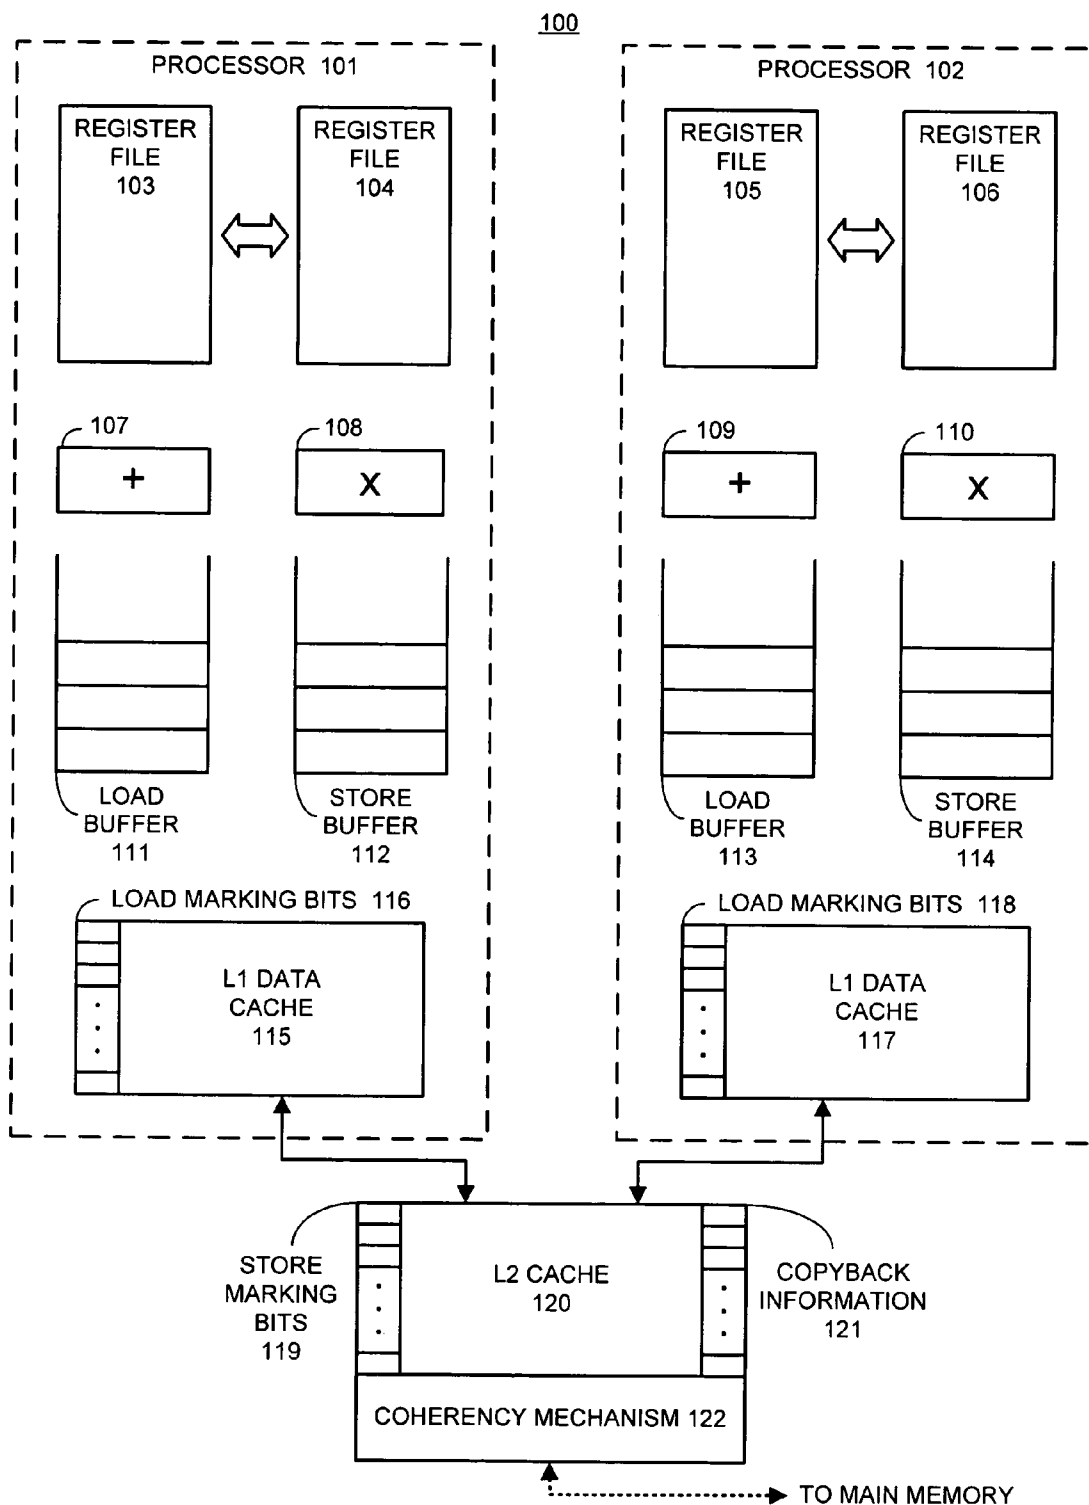 100
PROCESSOR 101
REGISTER
FILE
103
REGISTER
FILE
104
107
+
108
X
LOAD
BUFFER
111
STORE
BUFFER
112
LOAD MARKING BITS 116
L1 DATA
CACHE
115
PROCESSOR 102
REGISTER
FILE
105
REGISTER
FILE
106
109
+
110
X
LOAD
BUFFER
113
STORE
BUFFER
114
LOAD MARKING BITS 118
L1 DATA
CACHE
117
STORE
MARKING
BITS
119
L2 CACHE
120
COPYBACK
INFORMATION
121
COHERENCY MECHANISM 122
TO MAIN MEMORY